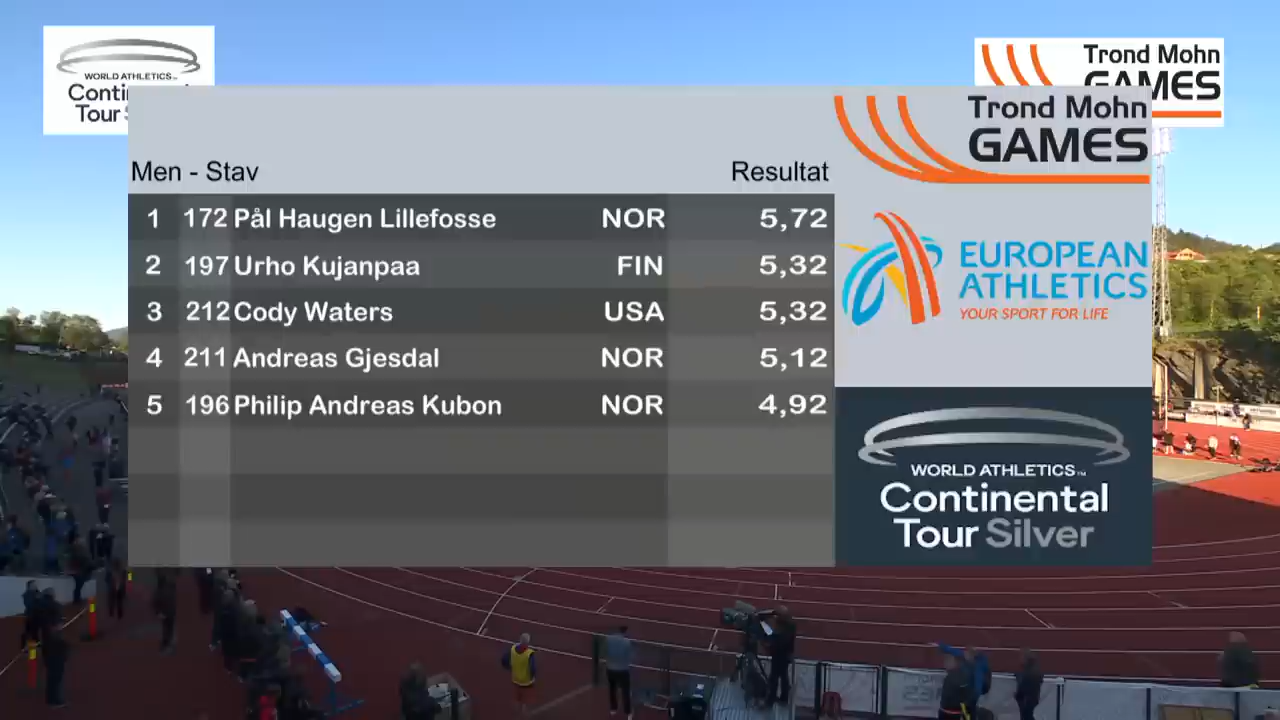 WORLD ATHLETICS™
Conti
Tour S
Trond Mohn
GAMES
Trond Mohn
GAMES
Men - Stav Resultat
1 172 Pål Haugen Lillefosse NOR 5,72
2 197 Urho Kujanpaa FIN 5,32
3 212 Cody Waters USA 5,32
4 211 Andreas Gjesdal NOR 5,12
5 196 Philip Andreas Kubon NOR 4,92
EUROPEAN
ATHLETICS
YOUR SPORT FOR LIFE
WORLD ATHLETICS™
Continental
Tour Silver